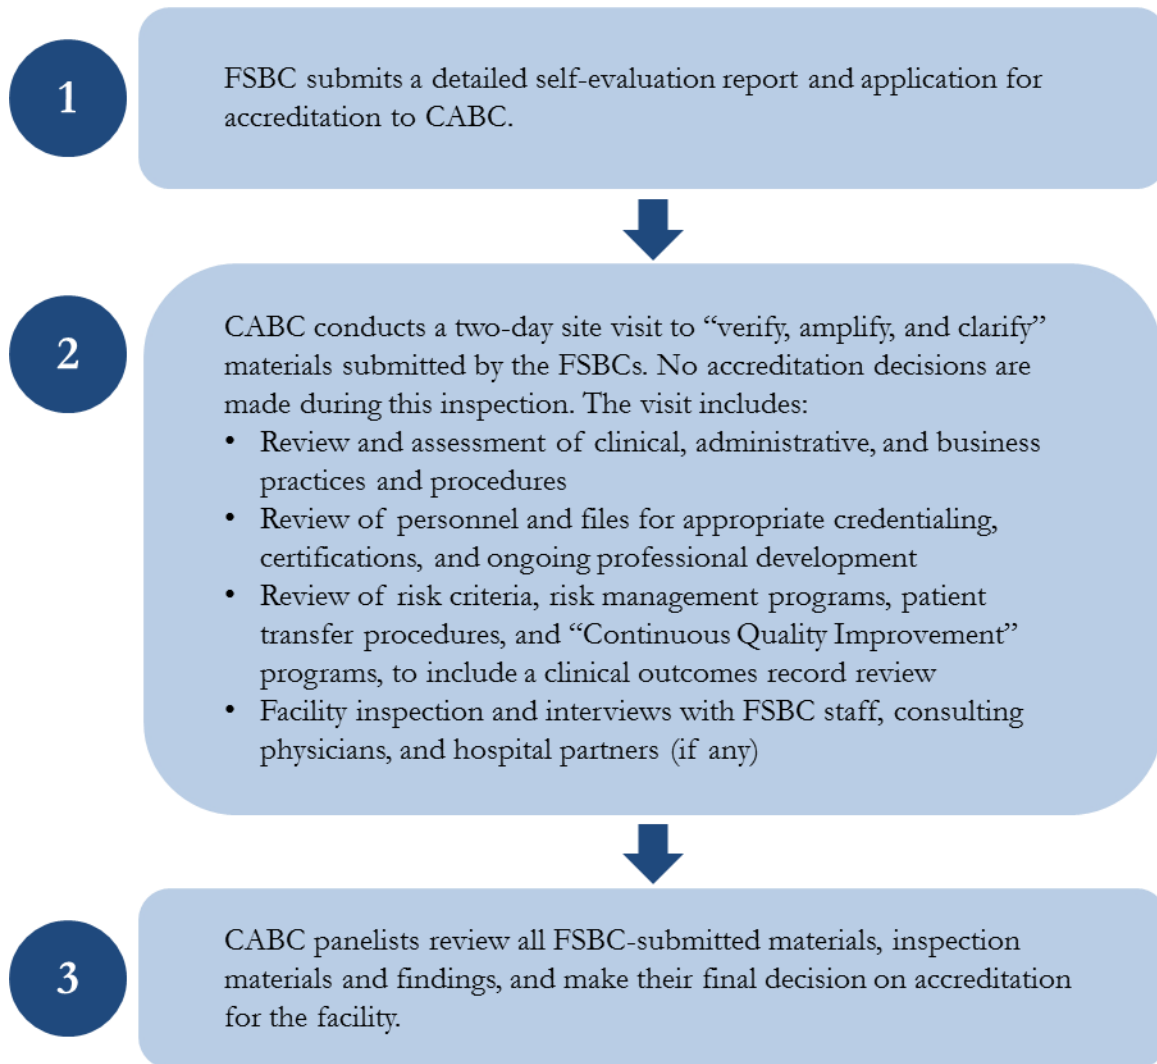 1
FSBC submits a detailed self-evaluation report and application for
accreditation to CABC.
2
CABC conducts a two-day site visit to “verify, amplify, and clarify”
materials submitted by the FSBCs. No accreditation decisions are
made during this inspection. The visit includes:
• Review and assessment of clinical, administrative, and business
practices and procedures
• Review of personnel and files for appropriate credentialing,
certifications, and ongoing professional development
• Review of risk criteria, risk management programs, patient
transfer procedures, and “Continuous Quality Improvement”
programs, to include a clinical outcomes record review
• Facility inspection and interviews with FSBC staff, consulting
physicians, and hospital partners (if any)
3
CABC panelists review all FSBC-submitted materials, inspection
materials and findings, and make their final decision on accreditation
for the facility.